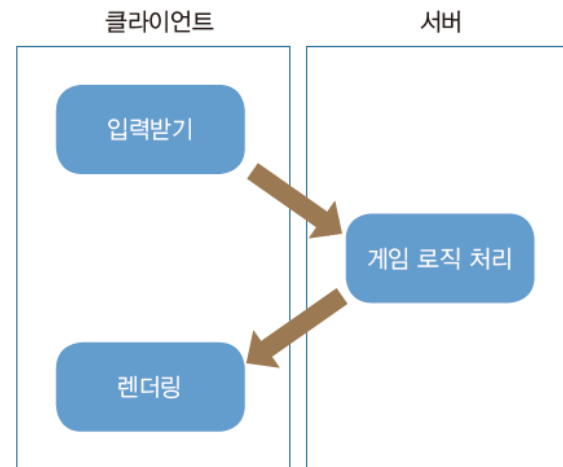 클라이언트
서버
입력받기
게임 로직 처리
렌더링